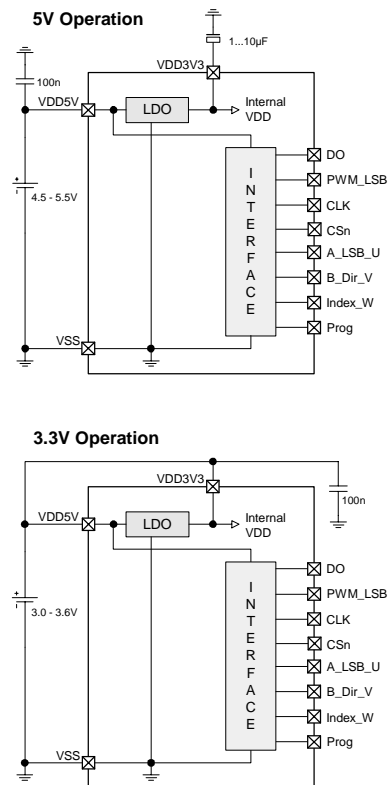 5V Operation
1...10µF
VDD3V3
100n
VDD5V
LDO
Internal
VDD
4.5 - 5.5V
INTERFACE
DO
PWM_LSB
CLK
CSn
A_LSB_U
B_Dir_V
Index_W
Prog
VSS
3.3V Operation
VDD3V3
100n
VDD5V
LDO
Internal
VDD
3.0 - 3.6V
INTERFACE
DO
PWM_LSB
CLK
CSn
A_LSB_U
B_Dir_V
Index_W
Prog
VSS